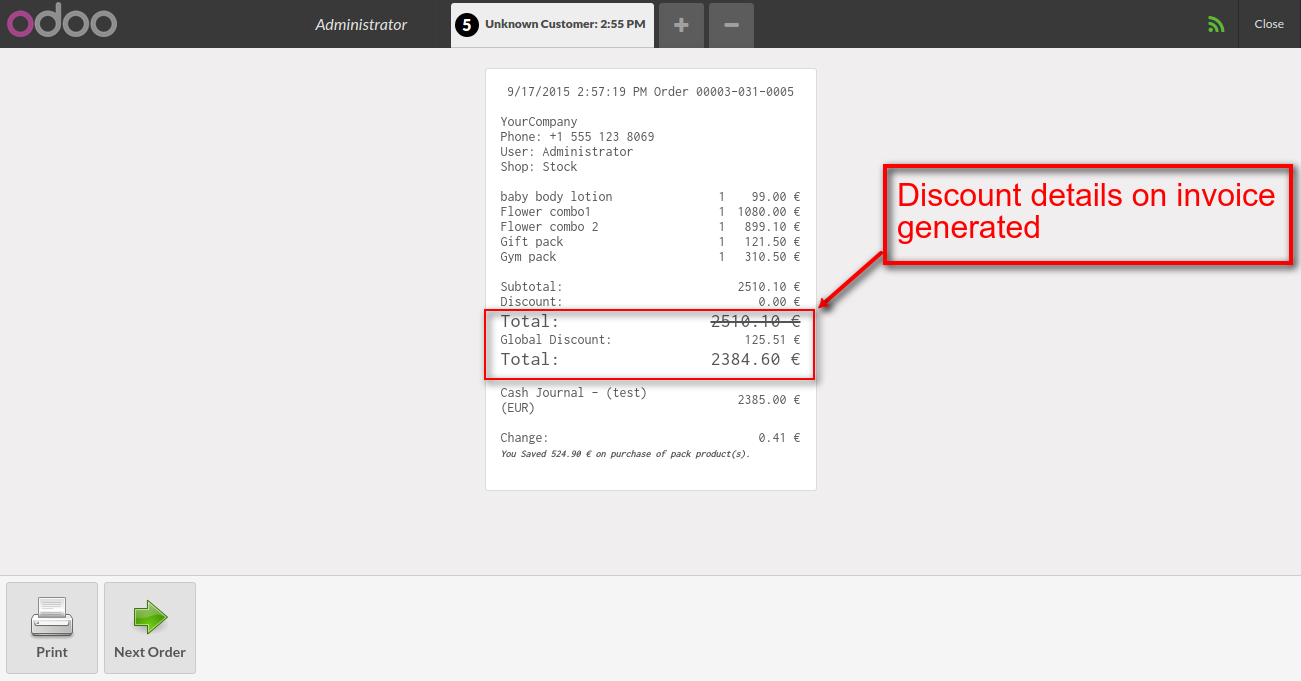 odoo
Administrator
5 Unknown Customer: 2:55 PM
+
−
Close
9/17/2015 2:57:19 PM Order 00003-031-0005
YourCompany
Phone: +1 555 123 8069
User: Administrator
Shop: Stock
baby body lotion 1 99.00 €
Flower combo1 1 1080.00 €
Flower combo 2 1 899.10 €
Gift pack 1 121.50 €
Gym pack 1 310.50 €
Subtotal: 2510.10 €
Discount: 0.00 €
Total: 2510.10 €
Global Discount: 125.51 €
Total: 2384.60 €
Cash Journal - (test)
(EUR) 2385.00 €
Change: 0.41 €
You Saved 524.90 € on purchase of pack product(s).
Discount details on invoice
generated
Print
Next Order